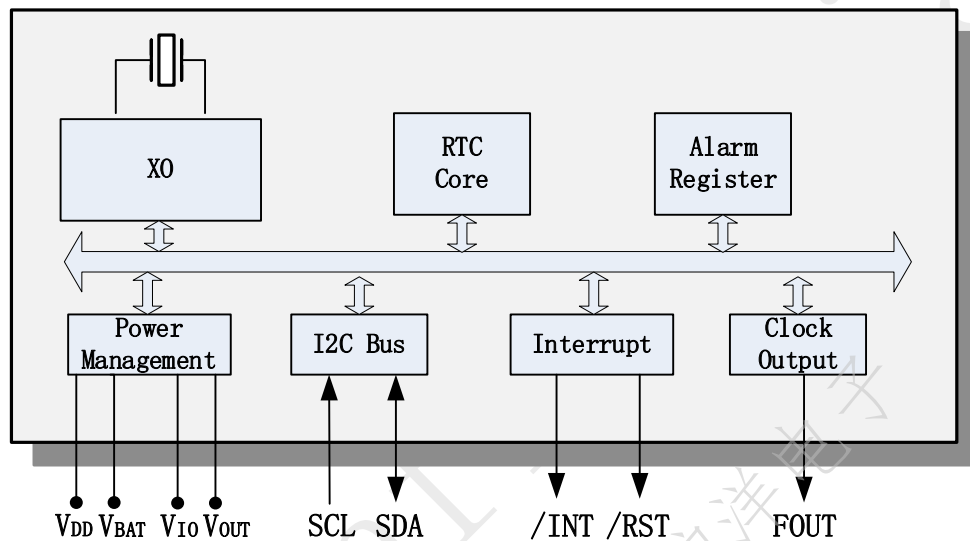 XO
RTC
Core
Alarm
Register
Power
Management
I2C Bus
Interrupt
Clock
Output
VDD VBAT VIO VOUT SCL SDA /INT /RST FOUT